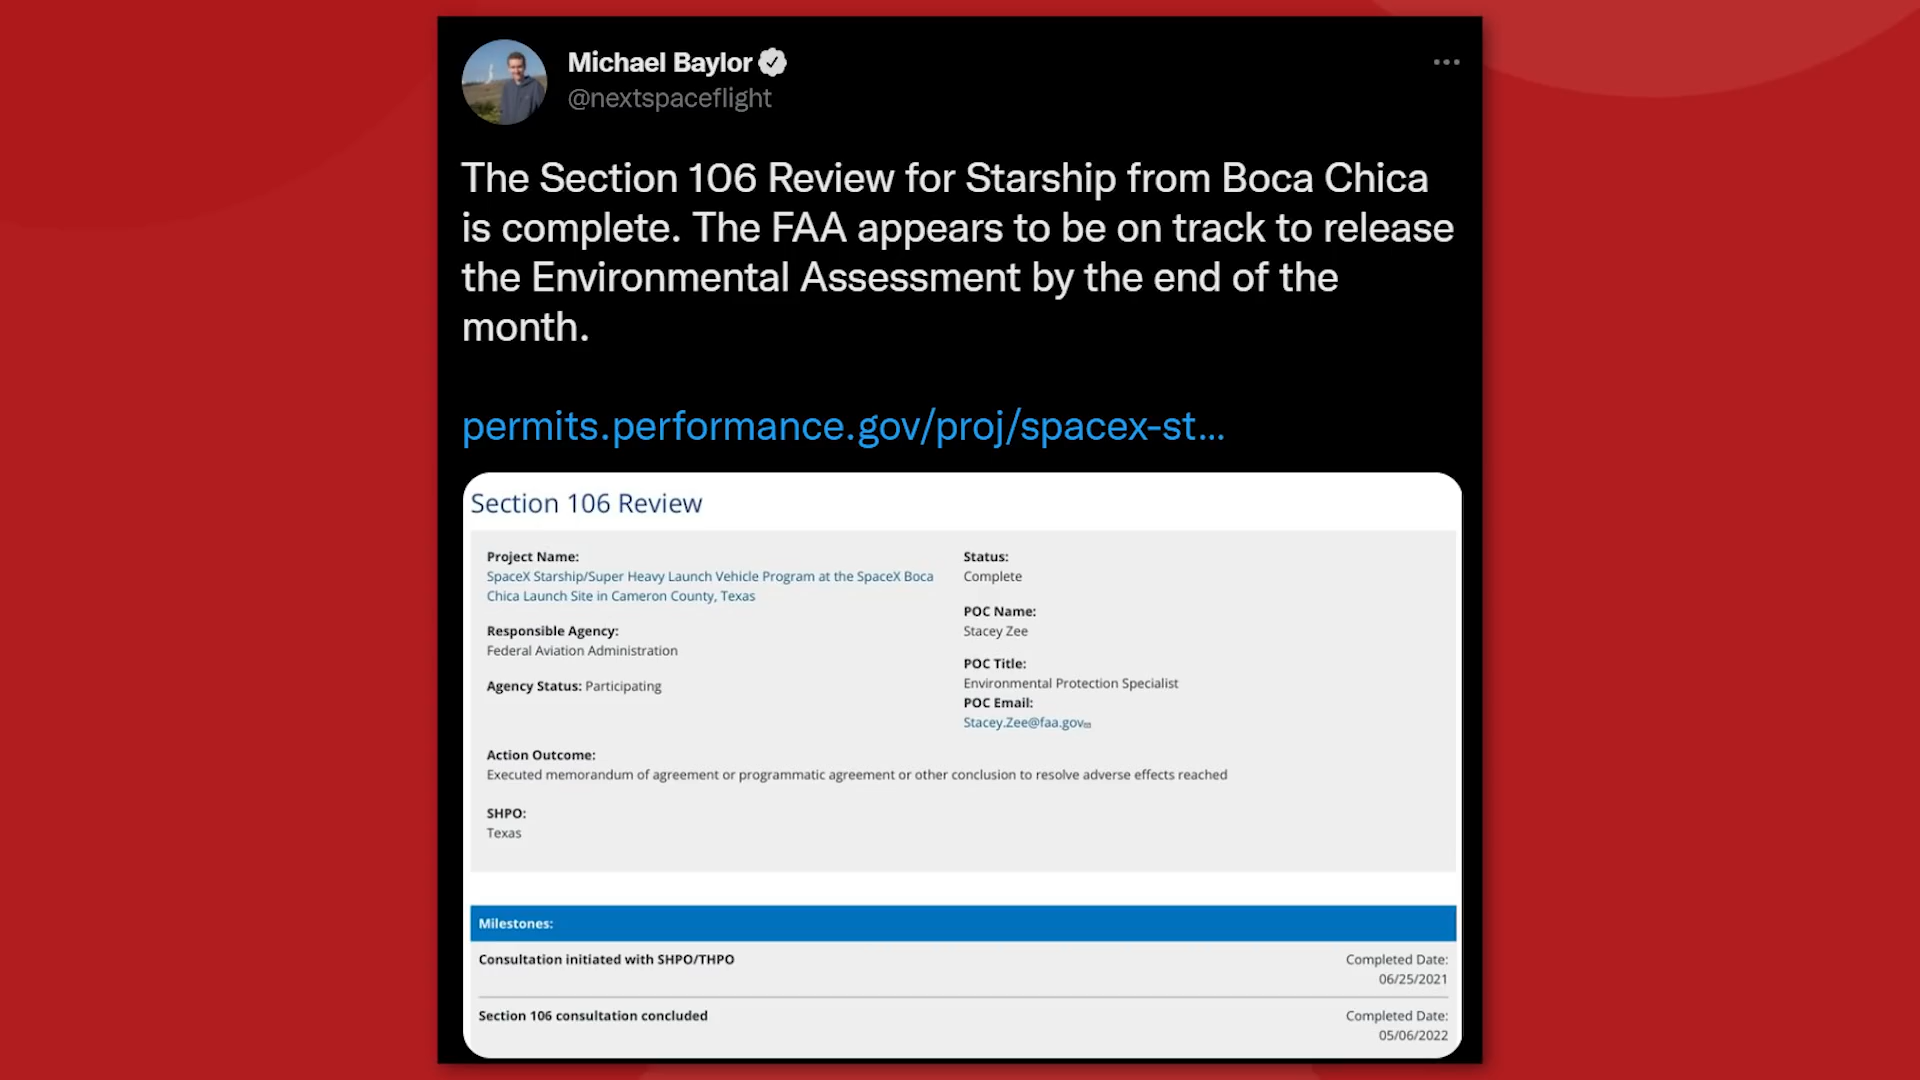 Michael Baylor
@nextspaceflight
The Section 106 Review for Starship from Boca Chica
is complete. The FAA appears to be on track to release
the Environmental Assessment by the end of the
month.
permits.performance.gov/proj/spacex-st...
Section 106 Review
Project Name:
SpaceX Starship/Super Heavy Launch Vehicle Program at the SpaceX Boca
Chica Launch Site in Cameron County, Texas
Responsible Agency:
Federal Aviation Administration
Agency Status: Participating
Status:
Complete
POC Name:
Stacey Zee
POC Title:
Environmental Protection Specialist
POC Email:
Stacey.Zee@faa.gov
Action Outcome:
Executed memorandum of agreement or programmatic agreement or other conclusion to resolve adverse effects reached
SHPO:
Texas
Milestones:
Consultation initiated with SHPO/THPO
Completed Date:
06/25/2021
Section 106 consultation concluded
Completed Date:
05/06/2022